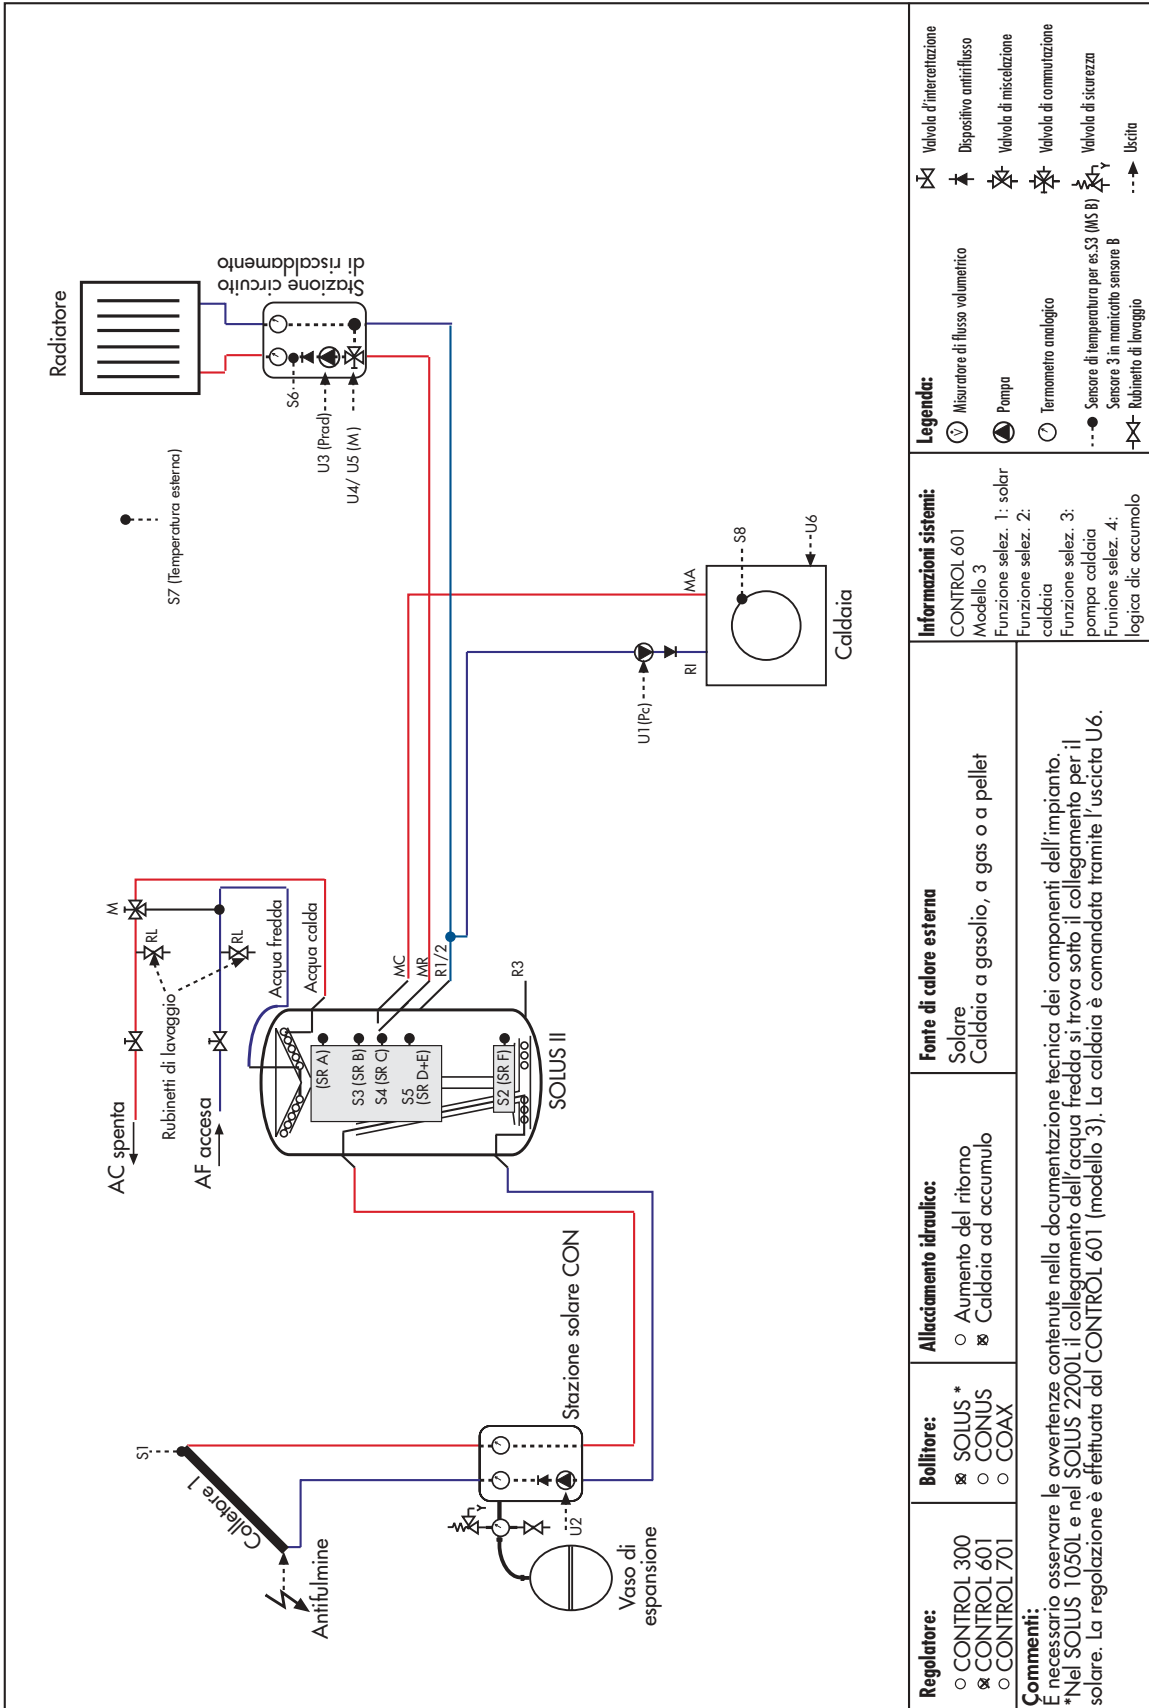 S1
Colletore 1
Antifulmine
Vaso di
espansione
U2
Stazione solare CON
AC spenta
AF accesa
Rubinetti di lavaggio
M
RL
RL
Acqua fredda
Acqua calda
(SR A)
S3 (SR B)
S4 (SR C)
S5
(SR D+E)
S2 (SR F)
SOLUS II
MC
MR
R1/2
R3
U1(Pc)
RI
MA
S8
U6
Caldaia
S7 (Temperatura esterna)
Radiatore
S6
U3 (Prad)
U4/ U5 (M)
Stazione circuito
di riscaldamento
Regolatore:
CONTROL 300
CONTROL 601
CONTROL 701
Bollitore:
SOLUS *
CONUS
COAX
Allacciamento idraulico:
Aumento del ritorno
Caldaia ad accumulo
Fonte di calore esterna
Solare
Caldaia a gasolio, a gas o a pellet
Informazioni sistemi:
CONTROL 601
Modello 3
Funzione selez. 1: solar
Funzione selez. 2:
caldaia
Funzione selez. 3:
pompa caldaia
Funione selez. 4:
logica dic accumolo
Legenda:
V Misuratore di flusso volumetrico
Pompa
Termometro analogico
Sensore di temperatura per es.S3 (MS B)
Sensore 3 in manicotto sensore B
Rubinetto di lavaggio
Valvola d'intercettazione
Dispositivo antiriflusso
Valvola di miscelazione
Valvola di commutazione
Valvola di sicurezza
Uscita
Commenti:
È necessario osservare le avvertenze contenute nella documentazione tecnica dei componenti dell'impianto.
*Nel SOLUS 1050L e nel SOLUS 2200L il collegamento dell'acqua fredda si trova sotto il collegamento per il
solare. La regolazione è effettuata dal CONTROL 601 (modello 3). La caldaia è comandata tramite l'uscicta U6.